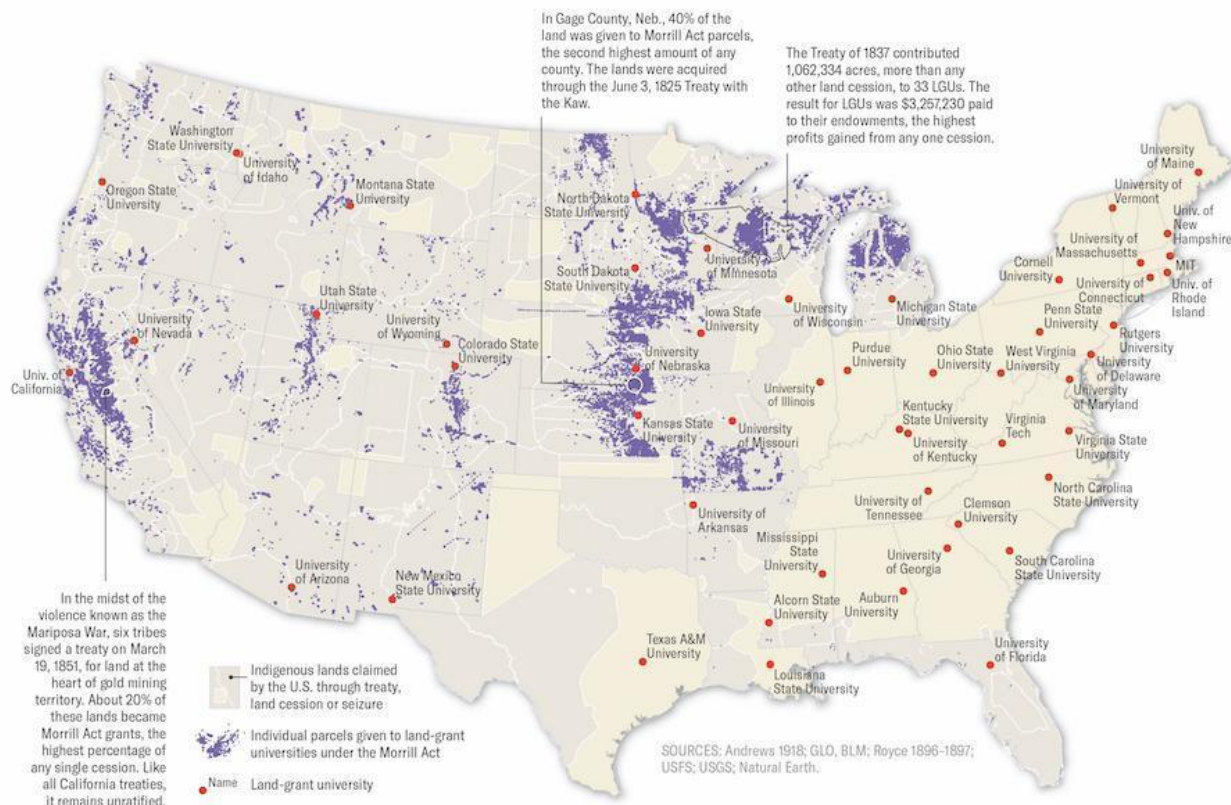 In Gage County, Neb., 40% of the
land was given to Morrill Act parcels,
the second highest amount of any
county. The lands were acquired
through the June 3, 1825 Treaty with
the Kaw.
The Treaty of 1837 contributed
1,062,334 acres, more than any
other land cession, to 33 LGUs. The
result for LGUs was $3,257,230 paid
to their endowments, the highest
profits gained from any one cession.
Washington
State University
University
of Idaho
Oregon State
University
Montana State
University
North Dakota
State University
University
of Minnesota
South Dakota
State University
University
of Maine
University of
Vermont
Univ. of
New
Hampshire
University of
Massachusetts
MIT
Cornell
University
University of
Connecticut
Univ. of
Rhode
Island
Utah State
University
University
of Nevada
University of
Wyoming
Colorado State
University
Iowa State
University
University
of Wisconsin
Michigan State
University
Penn State
University
Rutgers
University
Univ. of
California
University
of Nebraska
Purdue
University
Ohio State
University
West Virginia
University
University
of Delaware
University
of Maryland
University
of Illinois
Kansas State
University
University
of Missouri
Kentucky
State University
University
of Kentucky
Virginia
Tech
Virginia State
University
North Carolina
State University
University of
Arkansas
University of
Tennessee
Clemson
University
Mississippi
State
University
University
of Georgia
South Carolina
State University
University
of Arizona
New Mexico
State University
Alcorn State
University
Auburn
University
Texas A&M
University
Louisiana
State University
University
of Florida
In the midst of the
violence known as the
Mariposa War, six tribes
signed a treaty on March
19, 1851, for land at the
heart of gold mining
territory. About 20% of
these lands became
Morrill Act grants, the
highest percentage of
any single cession. Like
all California treaties,
it remains unratified.
Indigenous lands claimed
by the U.S. through treaty,
land cession or seizure
Individual parcels given to land-grant
universities under the Morrill Act
Name Land-grant university
SOURCES: Andrews 1918; GLO, BLM; Royce 1896-1897;
USFS; USGS; Natural Earth.